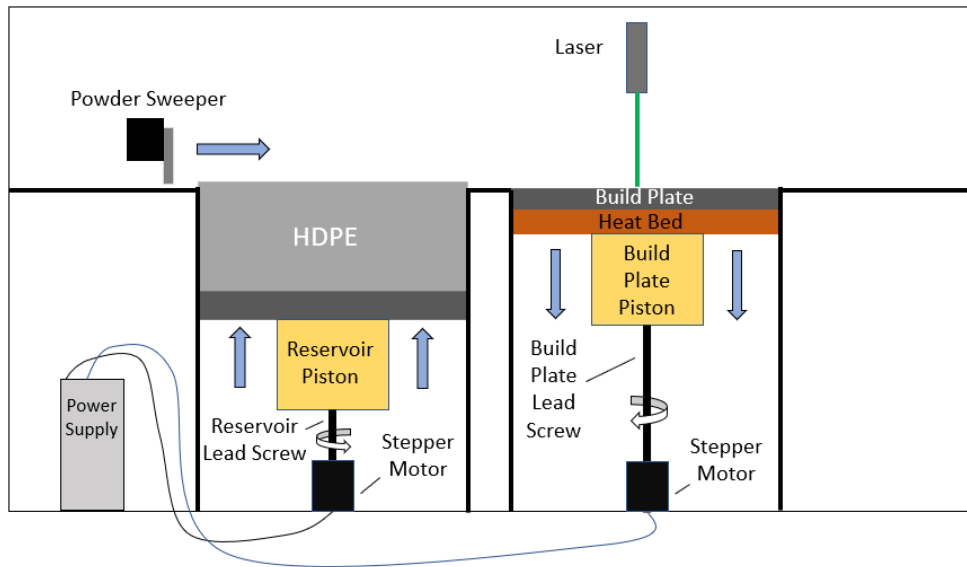 Laser
Powder Sweeper
Build Plate
Heat Bed
HDPE
Build
Plate
Piston
Reservoir
Piston
Build
Plate
Lead
Screw
Power
Supply
Reservoir
Lead Screw
Stepper
Motor
Stepper
Motor